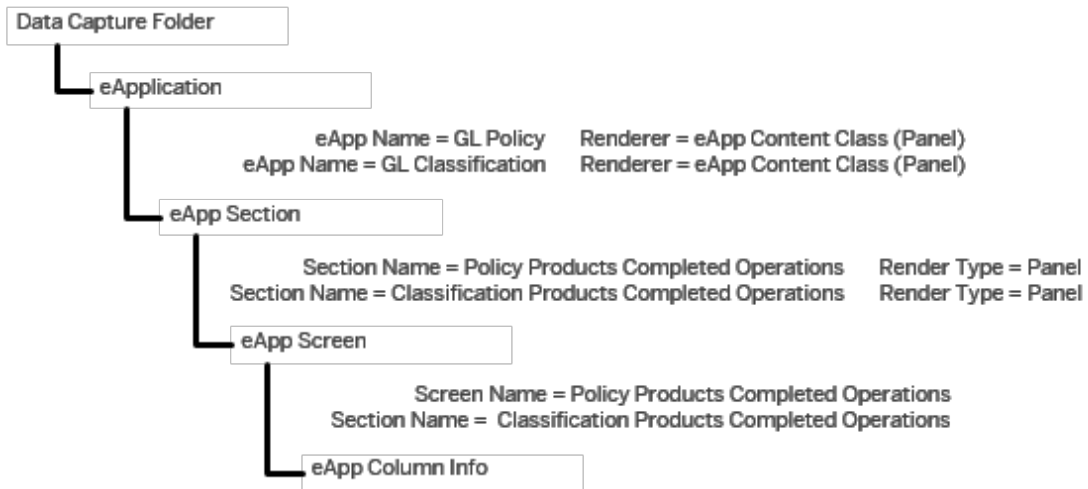 Data Capture Folder
eApplication
eApp Name = GL Policy Renderer = eApp Content Class (Panel)
eApp Name = GL Classification Renderer = eApp Content Class (Panel)
eApp Section
Section Name = Policy Products Completed Operations Render Type = Panel
Section Name = Classification Products Completed Operations Render Type = Panel
eApp Screen
Screen Name = Policy Products Completed Operations
Section Name = Classification Products Completed Operations
eApp Column Info